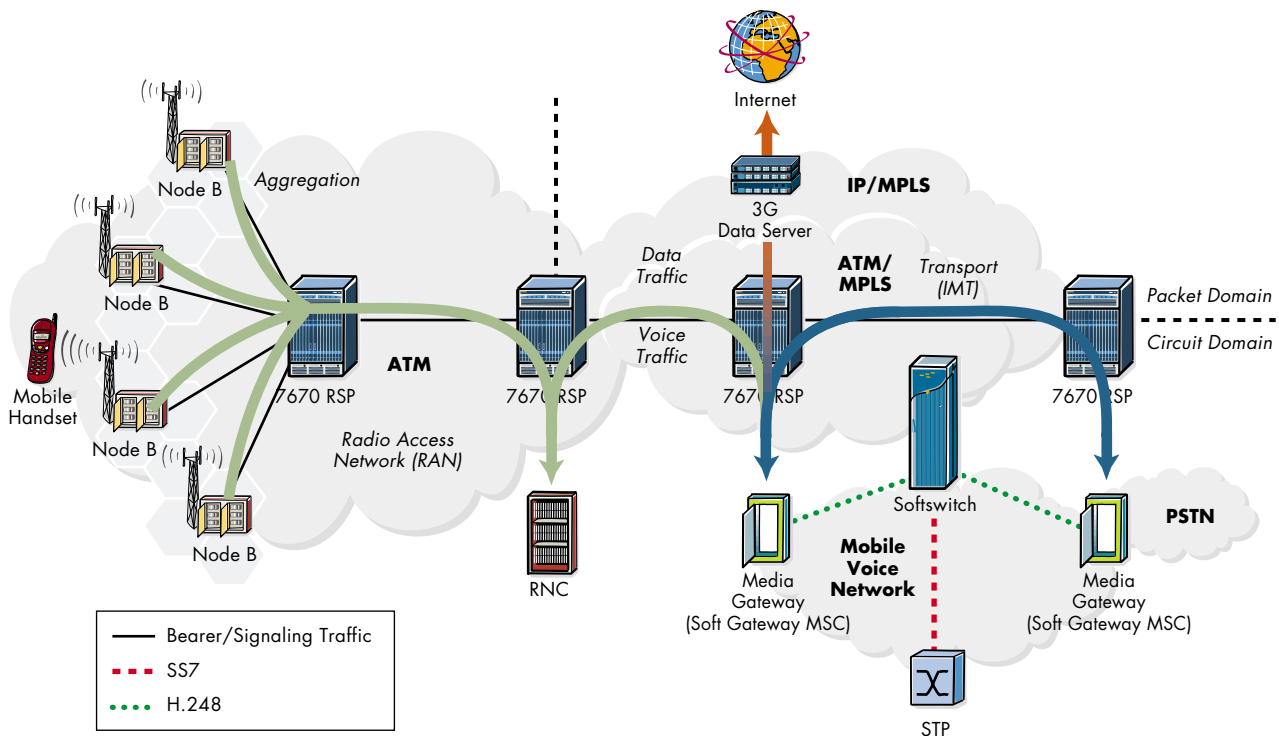 Internet
Node B
Aggregation
IP/MPLS
3G
Data Server
Node B
Data
Traffic
ATM/
MPLS
Transport
(IMT)
Packet Domain
Circuit Domain
Voice
Traffic
Mobile
Handset
ATM
7670 RSP
7670 RSP
7670 RSP
7670 RSP
Node B
Radio Access
Network (RAN)
Softswitch
PSTN
Node B
RNC
Mobile
Voice
Network
Media
Gateway
(Soft Gateway MSC)
Media
Gateway
(Soft Gateway MSC)
Bearer/Signaling Traffic
SS7
H.248
STP